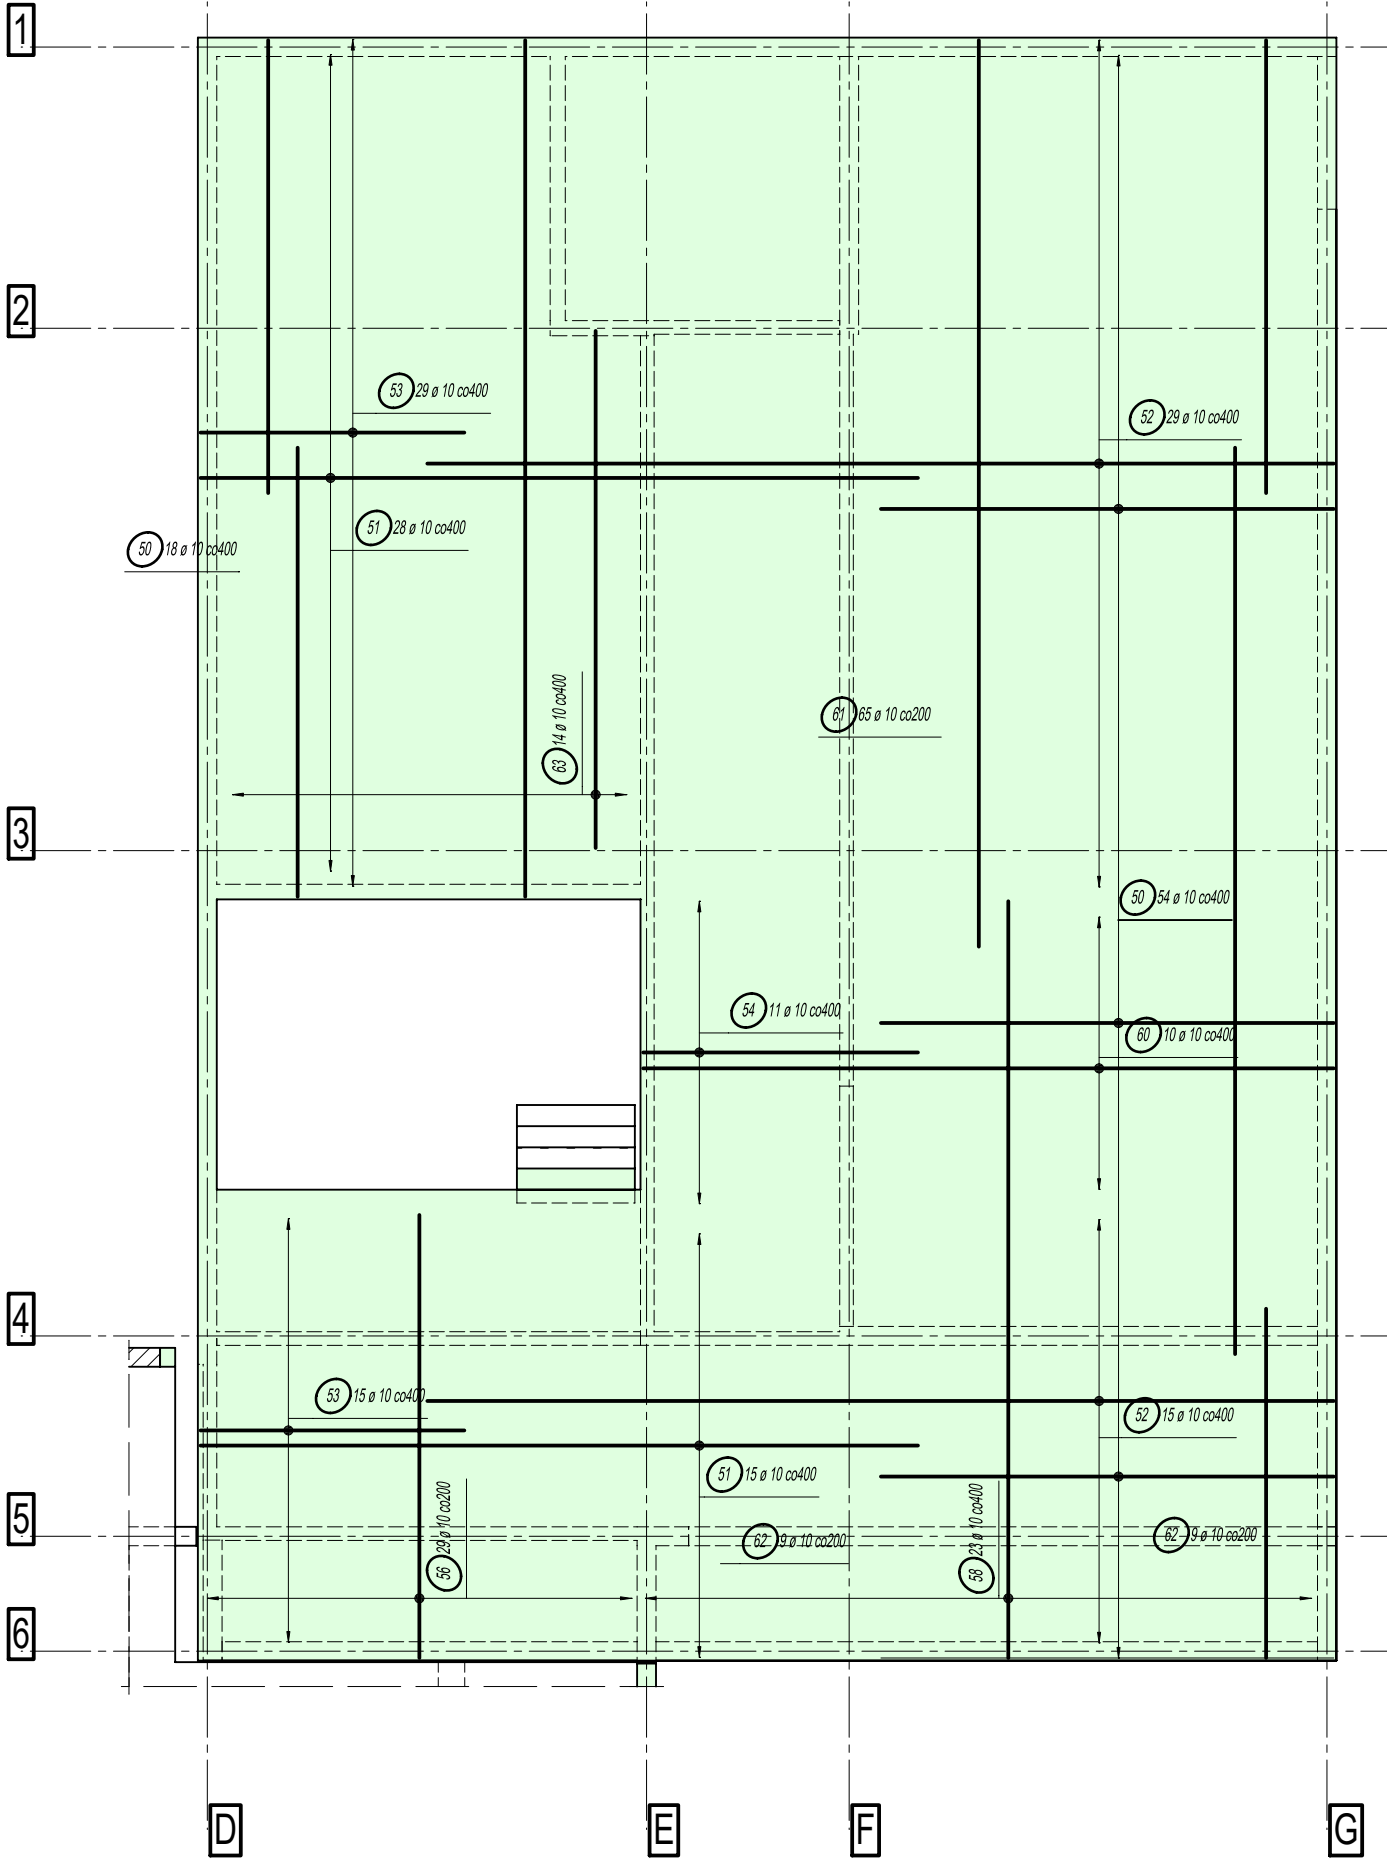 1
2
53 29 ø 10 co400
52 29 ø 10 co400
51 28 ø 10 co400
50 18 ø 10 co400
63 14 ø 10 co400
61 65 ø 10 co200
3
50 54 ø 10 co400
54 11 ø 10 co400
60 10 ø 10 co400
4
53 15 ø 10 co400
52 15 ø 10 co400
51 15 ø 10 co400
5
56 29 ø 10 co200
62 9 ø 10 co200
58 23 ø 10 co400
62 9 ø 10 co200
6
D
E
F
G